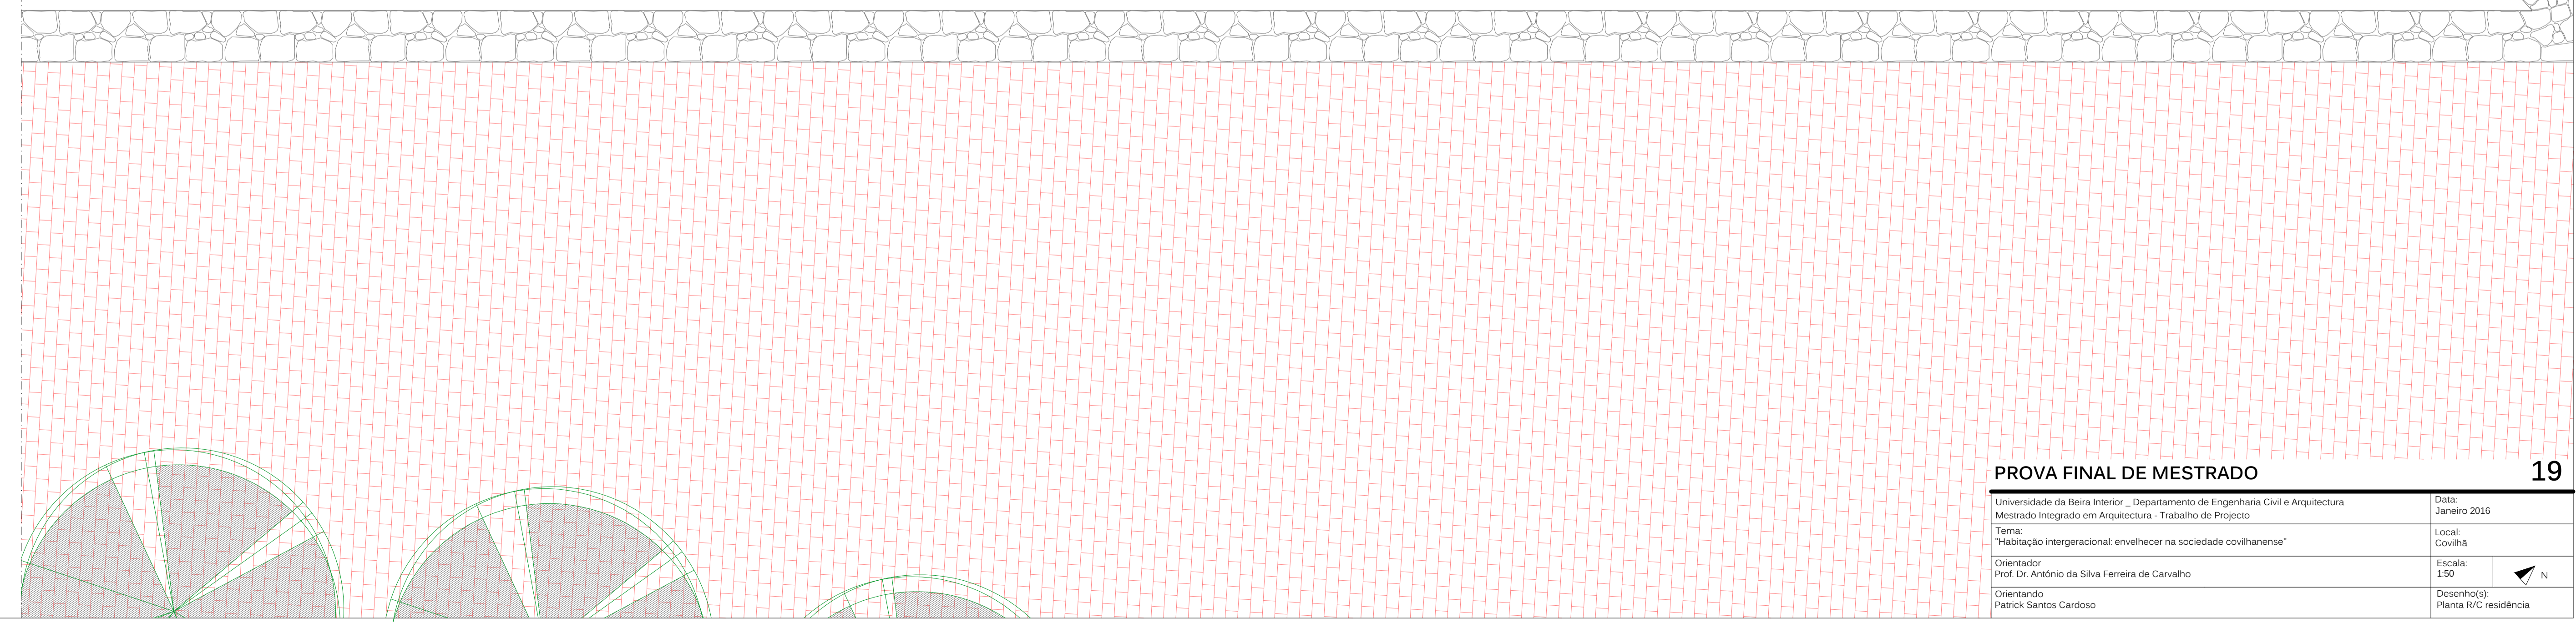 PROVA FINAL DE MESTRADO
19
Universidade da Beira Interior _ Departamento de Engenharia Civil e Arquitectura
Mestrado Integrado em Arquitectura - Trabalho de Projecto
Data:
Janeiro 2016
Tema:
"Habitação intergeracional: envelhecer na sociedade covilhanense"
Local:
Covilhã
Orientador
Prof. Dr. António da Silva Ferreira de Carvalho
Escala:
1:50
N
Orientando
Patrick Santos Cardoso
Desenho(s):
Planta R/C residência